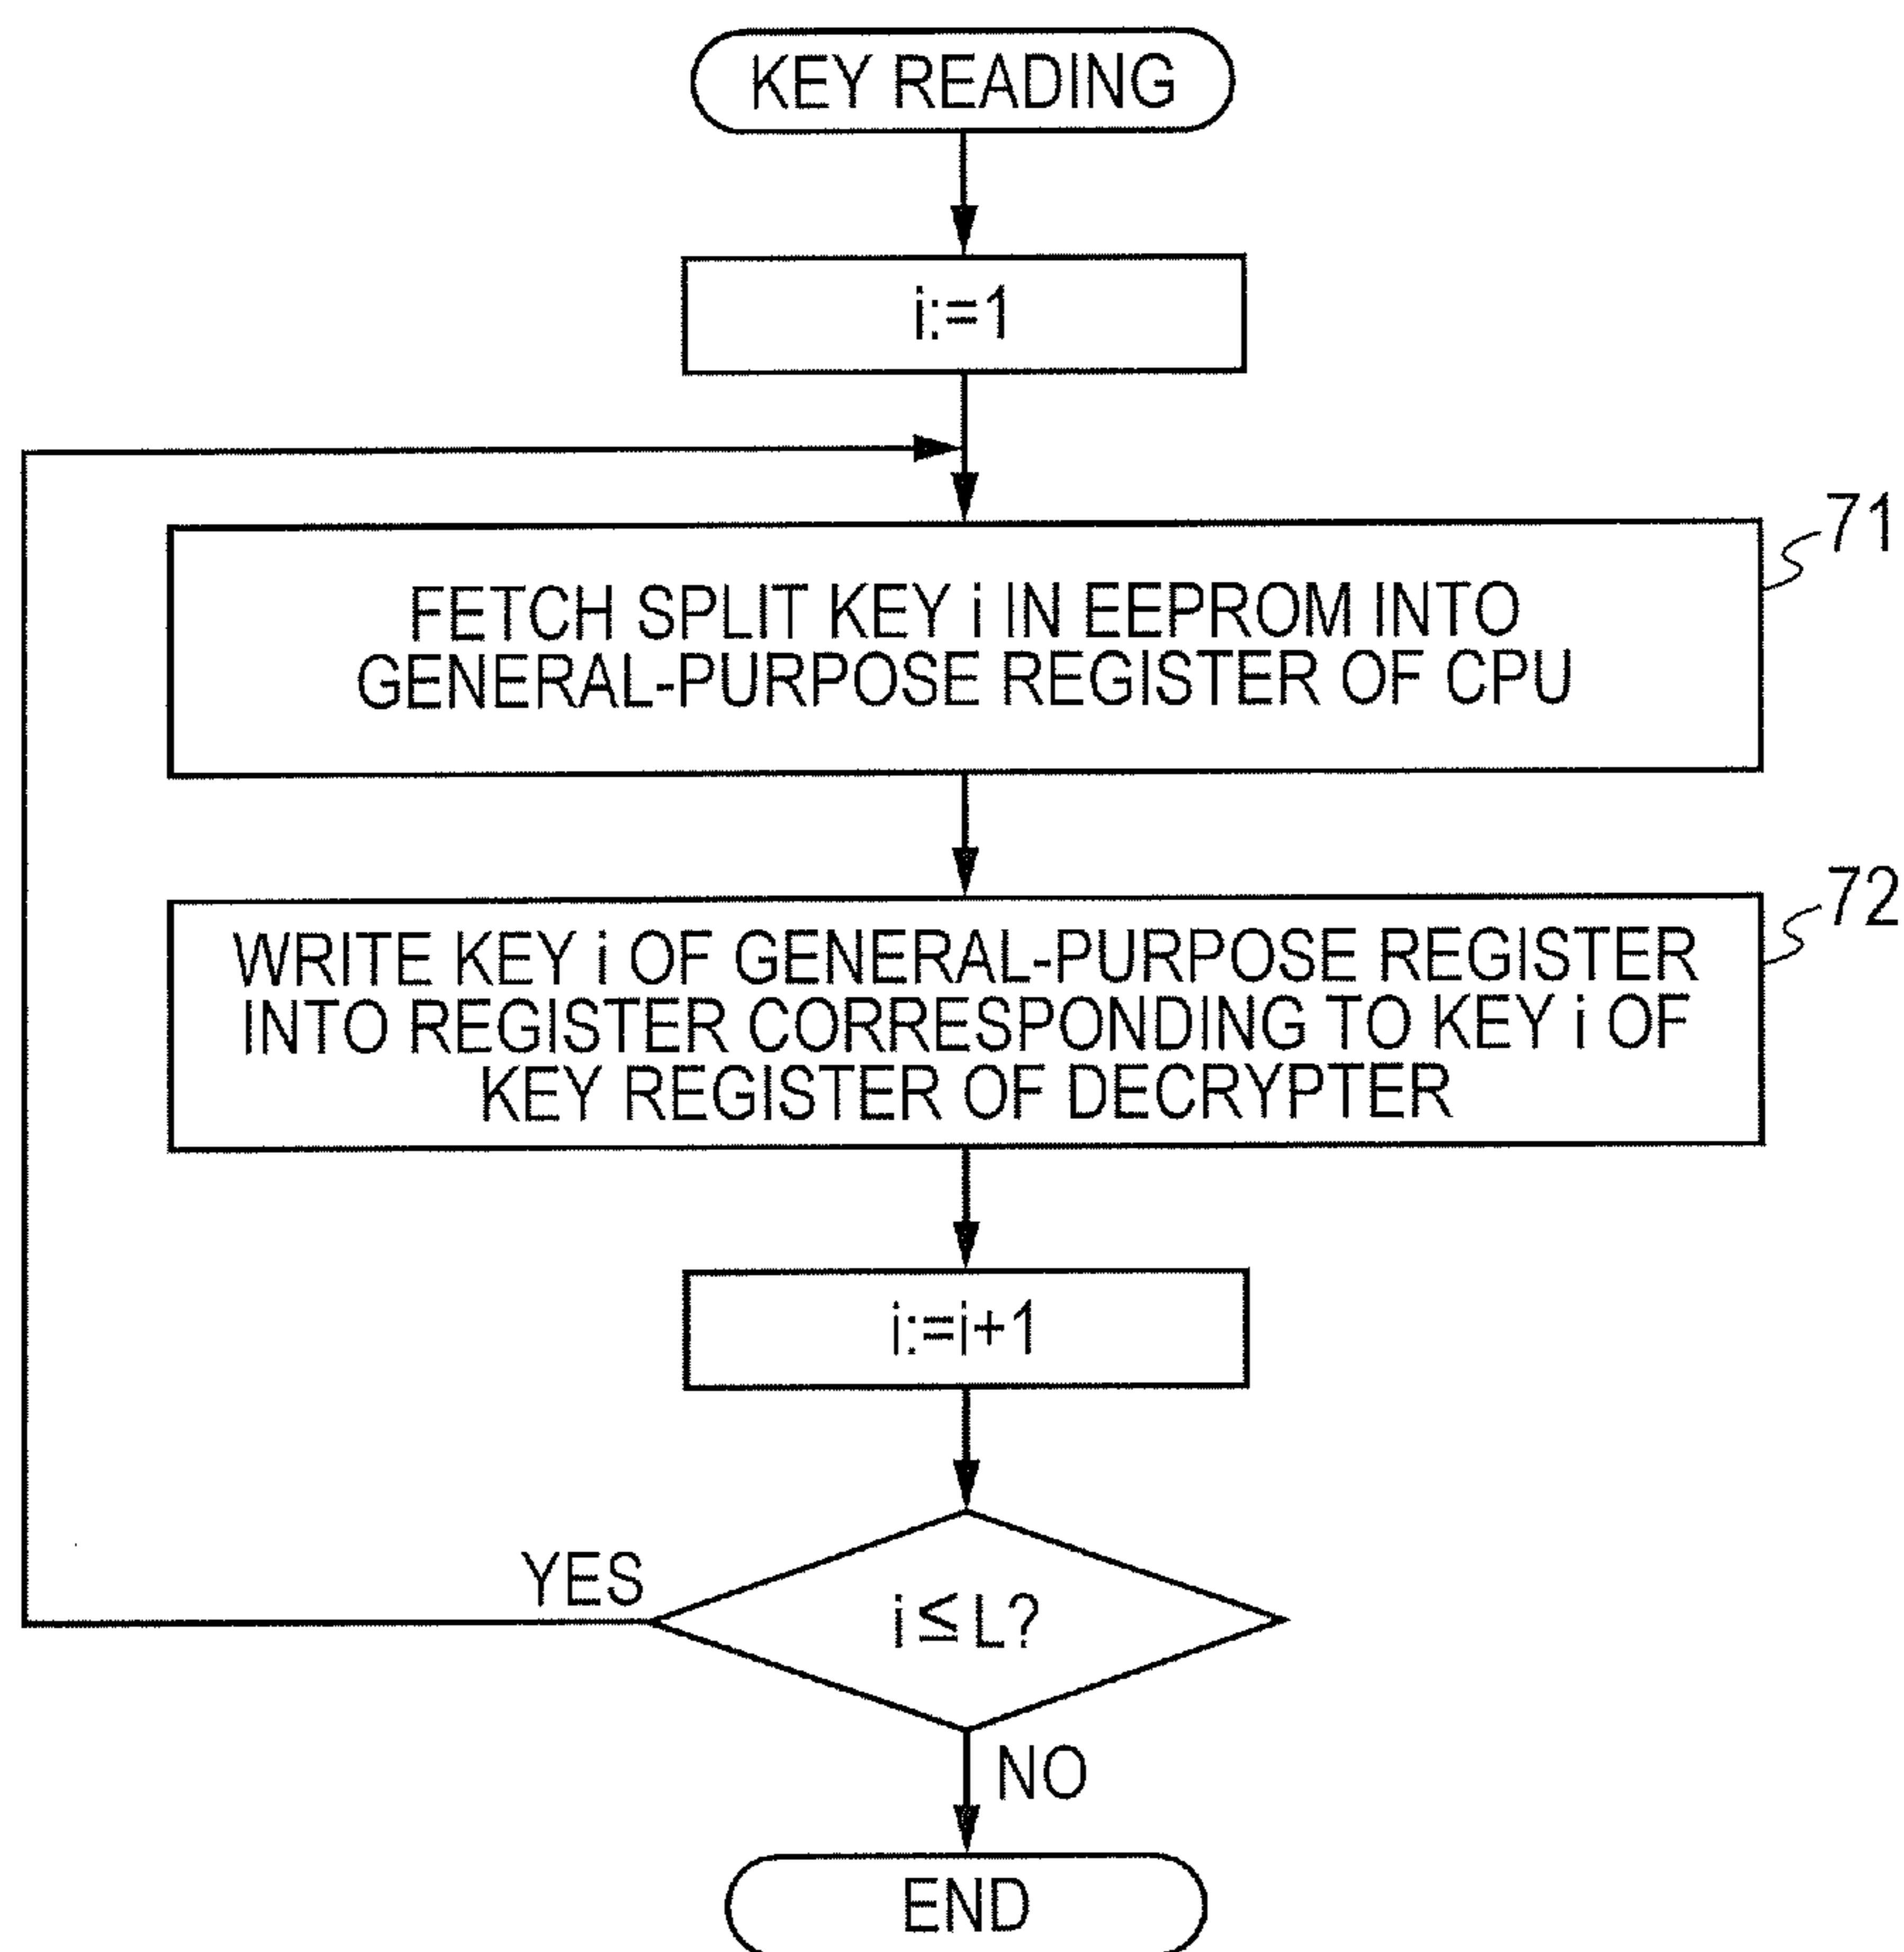 KEY READING
i:=1
71
FETCH SPLIT KEY i IN EEPROM INTO
GENERAL-PURPOSE REGISTER OF CPU
72
WRITE KEY i OF GENERAL-PURPOSE REGISTER
INTO REGISTER CORRESPONDING TO KEY i OF
KEY REGISTER OF DECRYPTER
i:=i+1
YES
i≤L?
NO
END